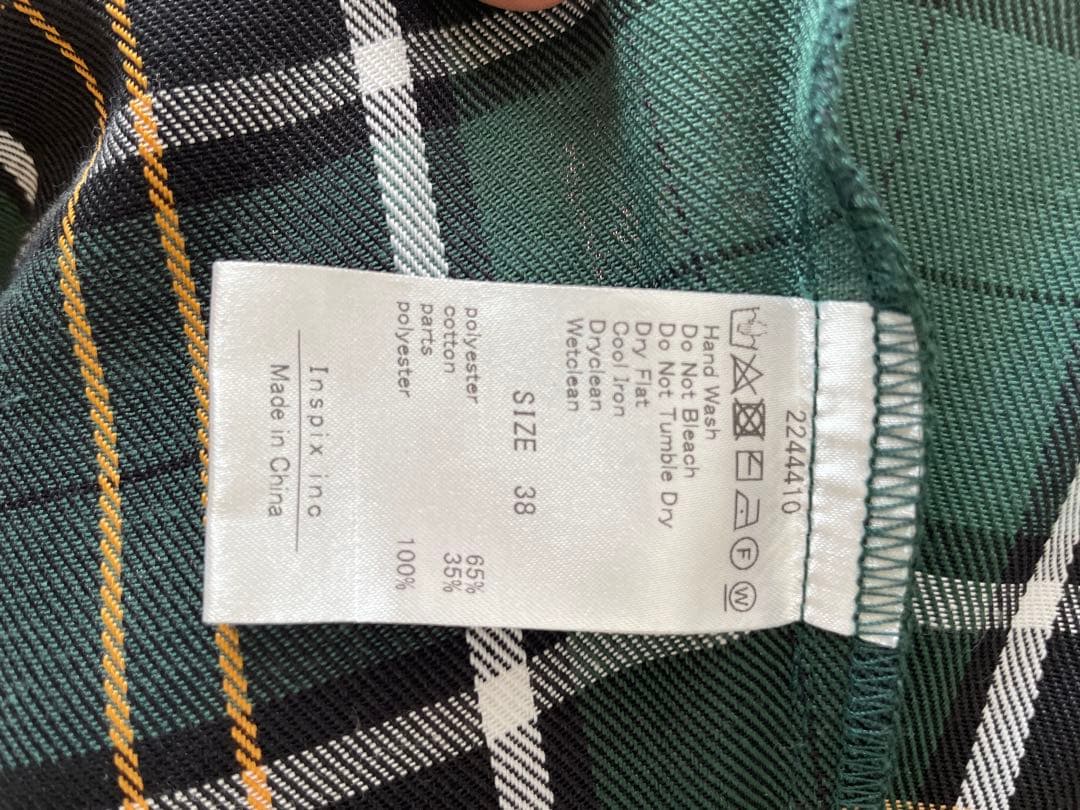 2244410
F W
Hand Wash
Do Not Bleach
Do Not Tumble Dry
Dry Flat
Cool Iron
Dryclean
Wetclean
SIZE 38
polyester 65%
cotton 35%
parts
polyester 100%
Inspix inc
Made in China